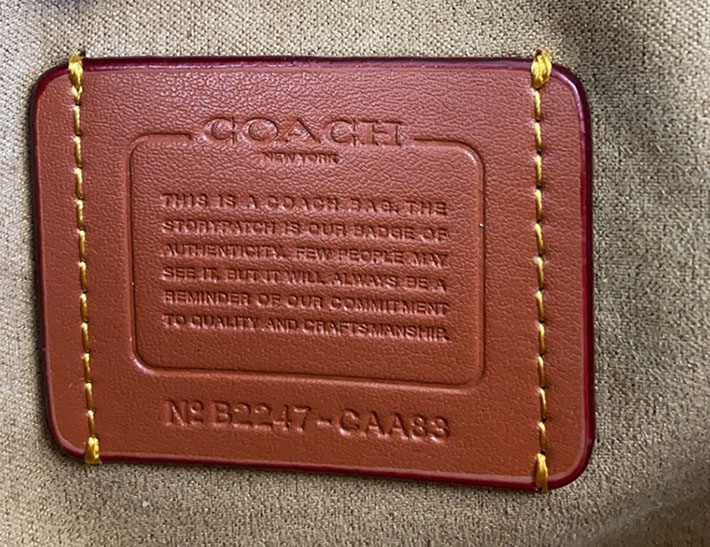 COACH
NEW YORK
THIS IS A COACH BAG. THE
STORYPATCH IS OUR BADGE OF
AUTHENTICITY. FEW PEOPLE MAY
SEE IT, BUT IT WILL ALWAYS BE A
REMINDER OF OUR COMMITMENT
TO QUALITY AND CRAFTSMANSHIP.
Nº B2247-CAA83